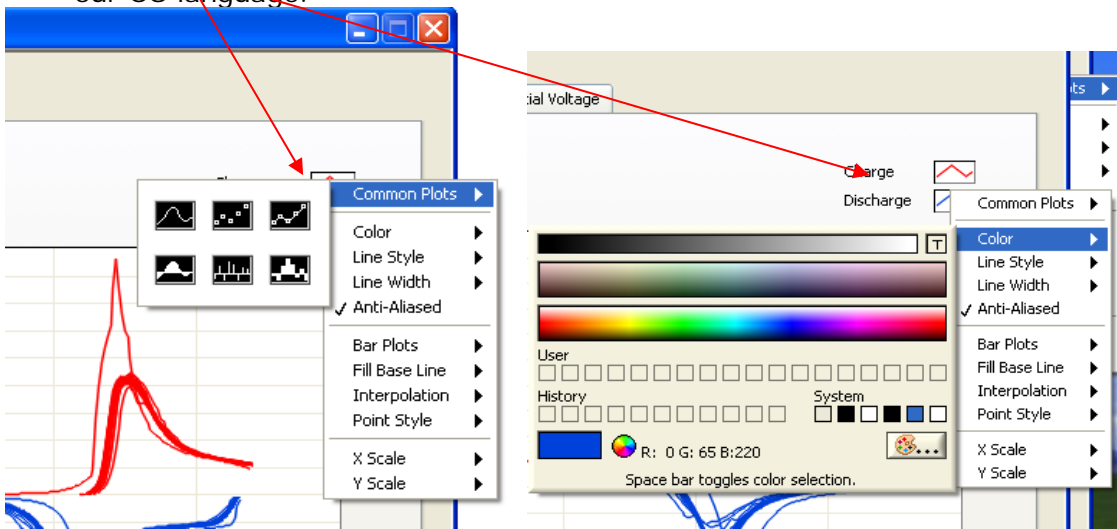 Common Plots
Color
Line Style
Line Width
✓ Anti-Aliased
Bar Plots
Fill Base Line
Interpolation
Point Style
X Scale
Y Scale
tial Voltage
Charge
Discharge
Common Plots
Color
Line Style
Line Width
✓ Anti-Aliased
Bar Plots
Fill Base Line
Interpolation
Point Style
X Scale
Y Scale
T
User
History
System
R: 0 G: 65 B:220
...
Space bar toggles color selection.